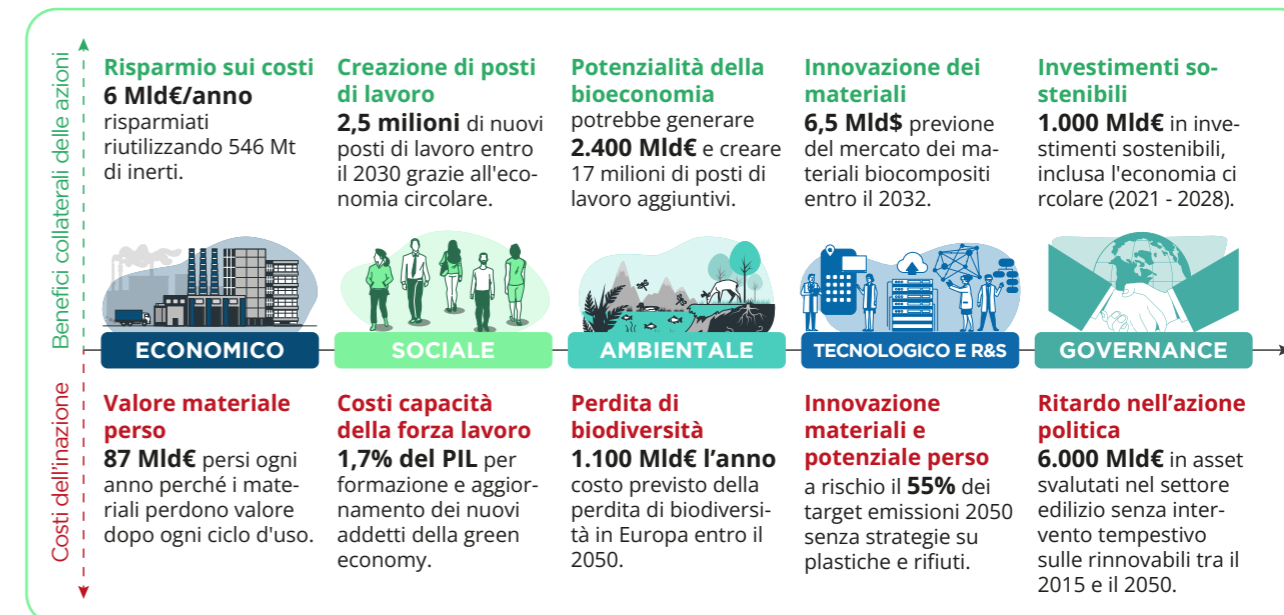 Benefici collaterali delle azioni
Risparmio sui costi
6 Mld€/anno
risparmiati
riutilizzando 546 Mt
di inerti.
Creazione di posti
di lavoro
2,5 milioni di nuovi
posti di lavoro entro
il 2030 grazie all'eco-
nomia circolare.
Potenzialità della
bioeconomia
potrebbe generare
2.400 Mld€ e creare
17 milioni di posti di
lavoro aggiuntivi.
Innovazione dei
materiali
6,5 Mld$ previone
del mercato dei ma-
teriali biocompositi
entro il 2032.
Investimenti so-
stenibili
1.000 Mld€ in inve-
stimenti sostenibili,
inclusa l'economia ci
rcolare (2021 - 2028).
ECONOMICO
SOCIALE
AMBIENTALE
TECNOLOGICO E R&S
GOVERNANCE
Costi dell'inazione
Valore materiale
perso
87 Mld€ persi ogni
anno perché i mate-
riali perdono valore
dopo ogni ciclo d'uso.
Costi capacità
della forza lavoro
1,7% del PIL per
formazione e aggior-
namento dei nuovi
addetti della green
economy.
Perdita di
biodiversità
1.100 Mld€ l’anno
costo previsto della
perdita di biodiversi-
tà in Europa entro il
2050.
Innovazione
materiali e
potenziale perso
a rischio il 55% dei
target emissioni 2050
senza strategie su
plastiche e rifiuti.
Ritardo nell’azione
politica
6.000 Mld€ in asset
svalutati nel settore
edilizio senza inter-
vento tempestivo
sulle rinnovabili tra il
2015 e il 2050.